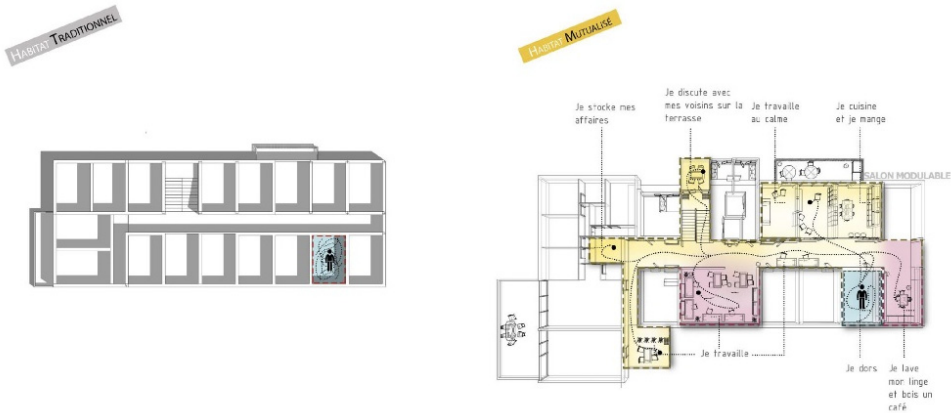 HABITAT TRADITIONNEL
HABITAT MUTUALISÉ
Je stocke mes
affaires
Je discute avec
mes voisins sur la
terrasse
Je travaille
au calme
Je cuisine
et je mange
SALON MODULABLE
Je travaille
Je dors
Je lave
mon linge
et bois un
café